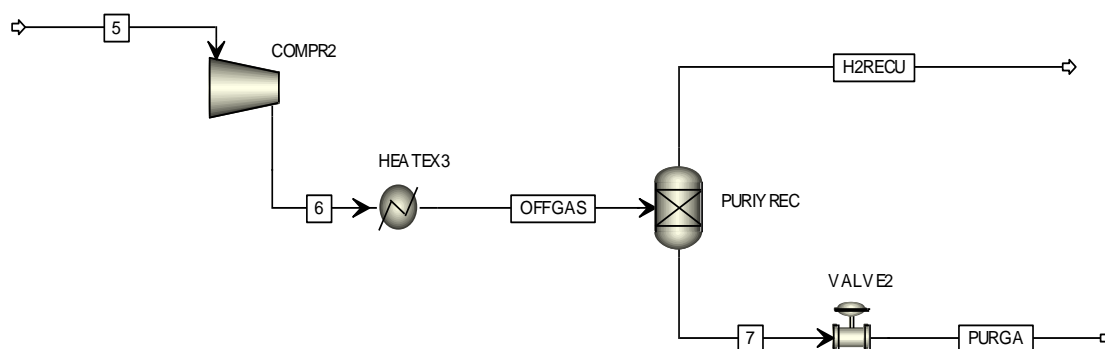 5
COMPR2
H2RECU
HEATEX3
6
OFFGAS
PURIYREC
VALVE2
7
PURGA